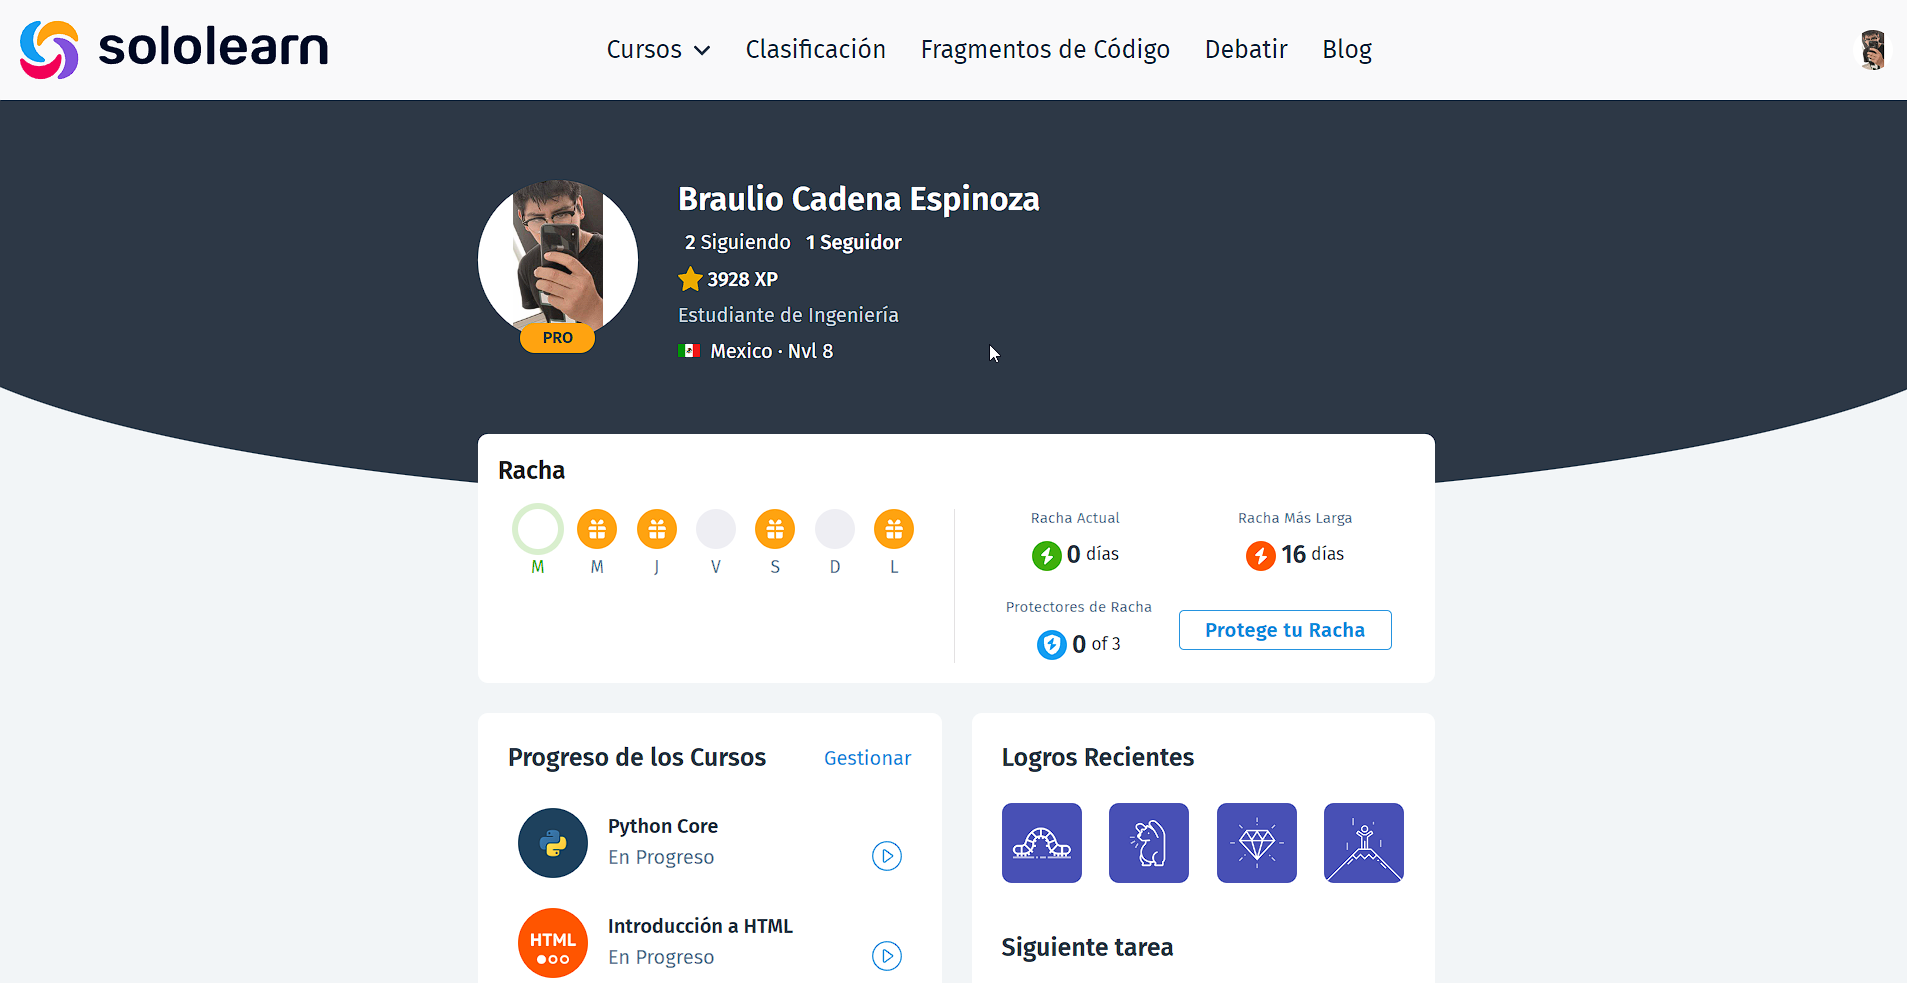 sololearn
Cursos Clasificación Fragmentos de Código Debatir Blog
Braulio Cadena Espinoza
2 Siguiendo 1 Seguidor
3928 XP
Estudiante de Ingeniería
PRO
Mexico · Nvl 8
Racha
M M J V S D L
Racha Actual
0 días
Racha Más Larga
16 días
Protectores de Racha
0 of 3
Protege tu Racha
Progreso de los Cursos Gestionar
Python Core
En Progreso
HTML
Introducción a HTML
En Progreso
Logros Recientes
Siguiente tarea